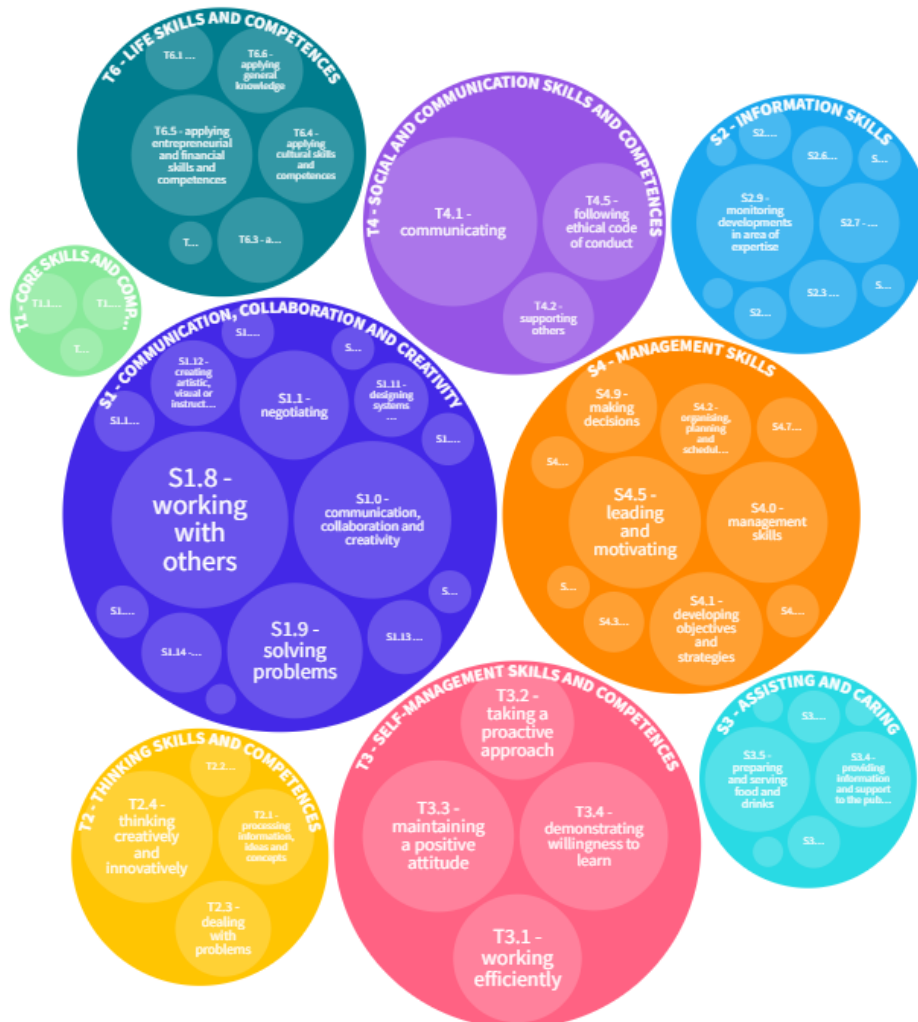 T6 - LIFE SKILLS AND COMPETENCES
T6.1 ...
T6.6 -
applying
general
knowledge
T6.5 - applying
entrepreneurial
and financial
skills and
competences
T6.4 -
applying
cultural skills
and
competences
T...
T6.3 - a...
T4 - SOCIAL AND COMMUNICATION SKILLS AND COMPETENCES
T4.1 -
communicating
T4.5 -
following
ethical code
of conduct
T4.2 -
supporting
others
S2 - INFORMATION SKILLS
S2....
S2.6...
S...
S2.9 -
monitoring
developments
in area of
expertise
S2.7 - ...
S...
S2.3 ...
S2...
T1 - CORE SKILLS AND COMP...
T1.1...
T1....
T...
S1 - COMMUNICATION, COLLABORATION AND CREATIVITY
S1....
S...
S1.12 -
creating
artistic,
visual or
instruct...
S1.1 -
negotiating
S1.11 -
designing
systems
...
S1.1...
S1....
S1.8 -
working
with
others
S1.0 -
communication,
collaboration and
creativity
S1....
S...
S1.14 -...
S1.9 -
solving
problems
S1.13 ...
S4 - MANAGEMENT SKILLS
S4.9 -
making
decisions
S4.2 -
organising,
planning
and
schedul...
S4.7...
S4...
S4.5 -
leading
and
motivating
S4.0 -
management
skills
S...
S4.3...
S4.1 -
developing
objectives
and
strategies
S4....
T2 - THINKING SKILLS AND COMPETENCES
T2.2...
T2.4 -
thinking
creatively
and
innovatively
T2.1 -
processing
information,
ideas and
concepts
T2.3 -
dealing
with
problems
T3 - SELF-MANAGEMENT SKILLS AND COMPETENCES
T3.2 -
taking a
proactive
approach
T3.3 -
maintaining
a positive
attitude
T3.4 -
demonstrating
willingness to
learn
T3.1 -
working
efficiently
S3 - ASSISTING AND CARING
S3....
S3.5 -
preparing
and serving
food and
drinks
S3.4 -
providing
information
and support
to the pub...
S3...